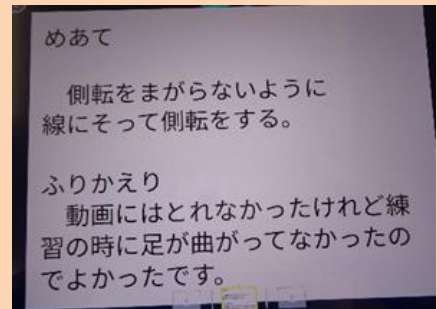 めあて
側転をまがらないように
線にそって側転をする。
ふりかえり
動画にはとれなかったけれど練
習の時に足が曲がってなかったの
でよかったです。